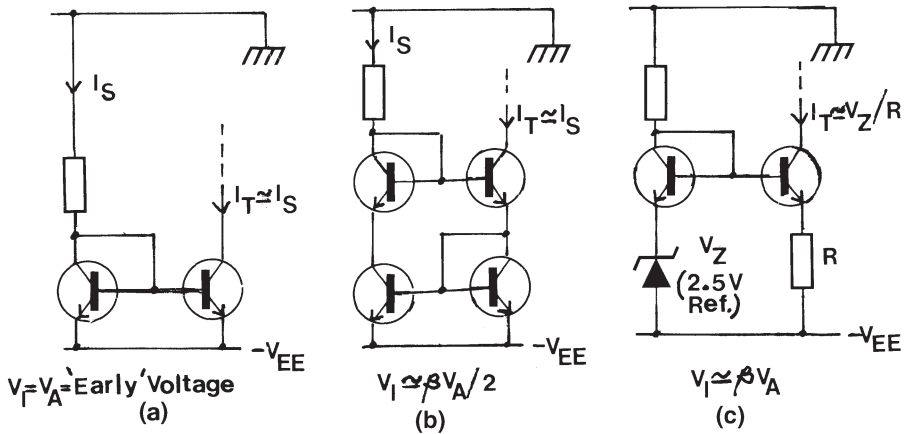 I_S
I_T≃I_S
-V_EE
V_I=V_A='Early' Voltage
(a)
I_S
I_T≃I_S
-V_EE
V_I≃βV_A/2
(b)
I_T≃V_Z/R
V_Z
(2.5V
Ref.)
R
-V_EE
V_I≃βV_A
(c)